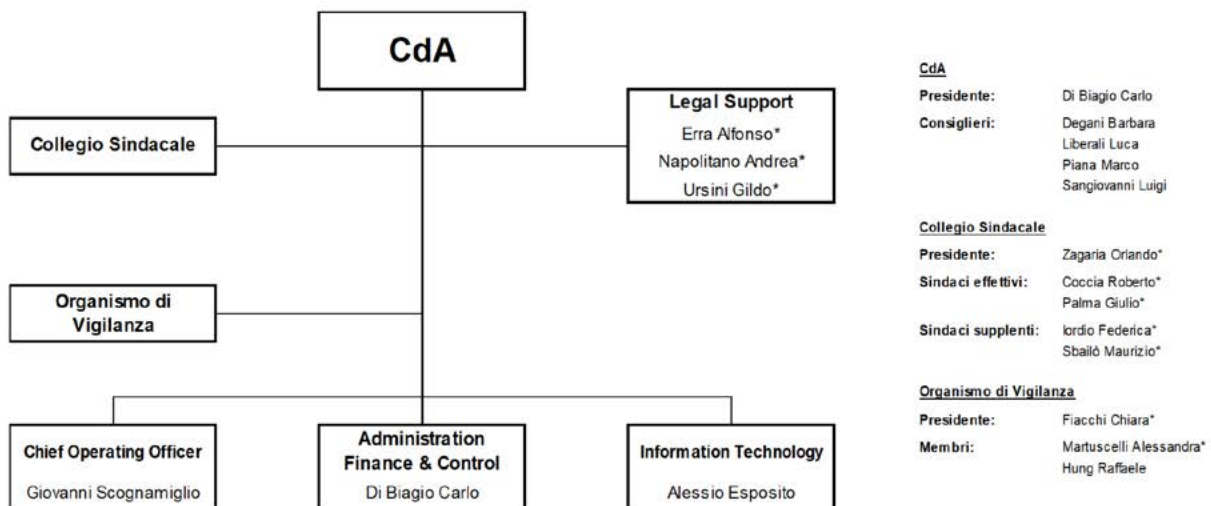 CdA
Legal Support
Erra Alfonso*
Napolitano Andrea*
Ursini Gildo*
Collegio Sindacale
Organismo di
Vigilanza
Chief Operating Officer
Giovanni Scognamiglio
Administration
Finance & Control
Di Biagio Carlo
Information Technology
Alessio Esposito
CdA
Presidente: Di Biagio Carlo
Consiglieri: Degani Barbara
Liberali Luca
Piana Marco
Sangiovanni Luigi
Collegio Sindacale
Presidente: Zagaria Orlando*
Sindaci effettivi: Coccia Roberto*
Palma Giulio*
Sindaci supplenti: Iordio Federica*
Sbailò Maurizio*
Organismo di Vigilanza
Presidente: Fiacchi Chiara*
Membri: Martuscelli Alessandra*
Hung Raffaele